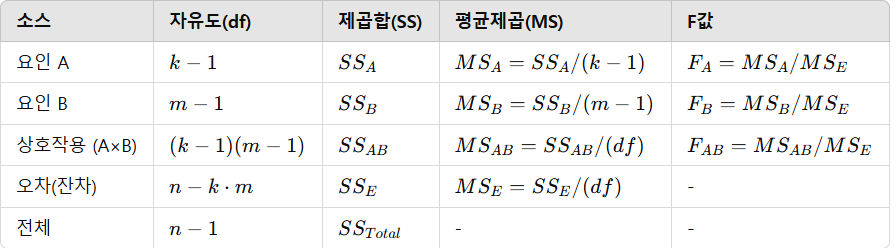 소스 자유도(df) 제곱합(SS) 평균제곱(MS) F값
요인 A k − 1 SS_A MS_A = SS_A/(k − 1) F_A = MS_A/MS_E
요인 B m − 1 SS_B MS_B = SS_B/(m − 1) F_B = MS_B/MS_E
상호작용 (A×B) (k − 1)(m − 1) SS_{AB} MS_{AB} = SS_{AB}/(df) F_{AB} = MS_{AB}/MS_E
오차(잔차) n − k · m SS_E MS_E = SS_E/(df) -
전체 n − 1 SS_{Total} - -